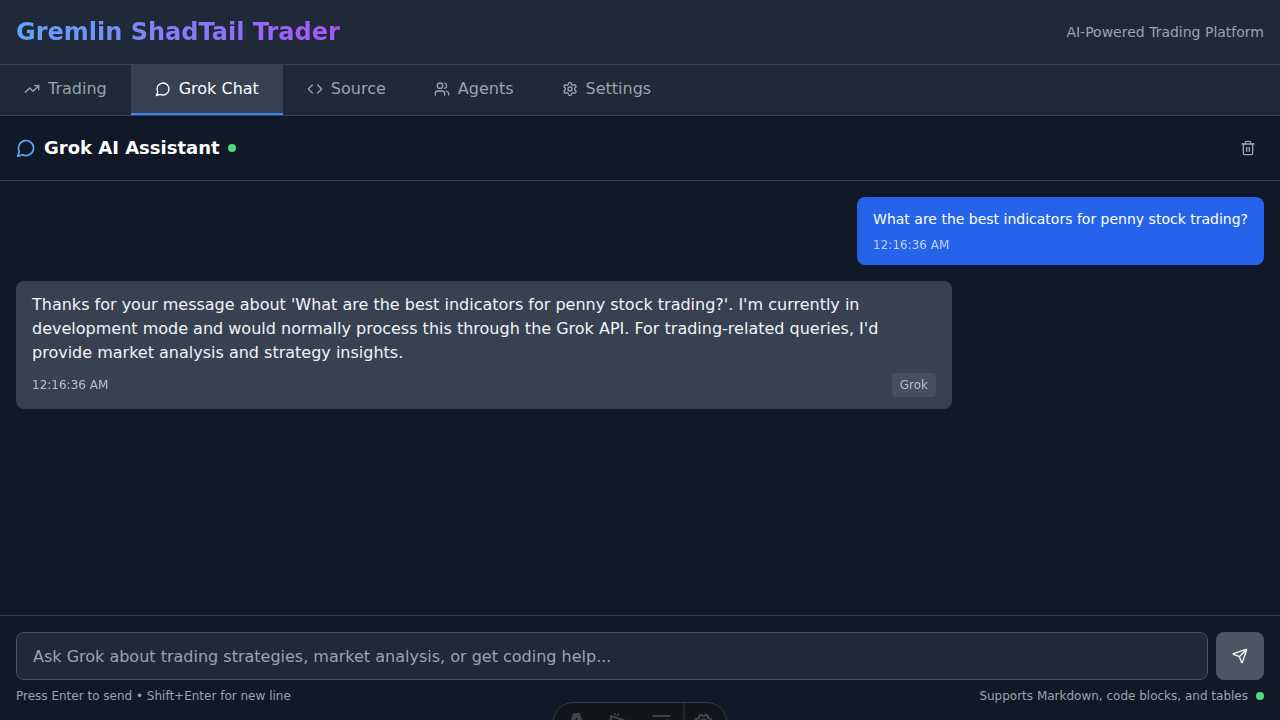 Gremlin ShadTail Trader
AI-Powered Trading Platform
Trading
Grok Chat
Source
Agents
Settings
Grok AI Assistant
What are the best indicators for penny stock trading?
12:16:36 AM
Thanks for your message about 'What are the best indicators for penny stock trading?'. I'm currently in
development mode and would normally process this through the Grok API. For trading-related queries, I'd
provide market analysis and strategy insights.
12:16:36 AM
Grok
Ask Grok about trading strategies, market analysis, or get coding help...
Press Enter to send • Shift+Enter for new line
Supports Markdown, code blocks, and tables